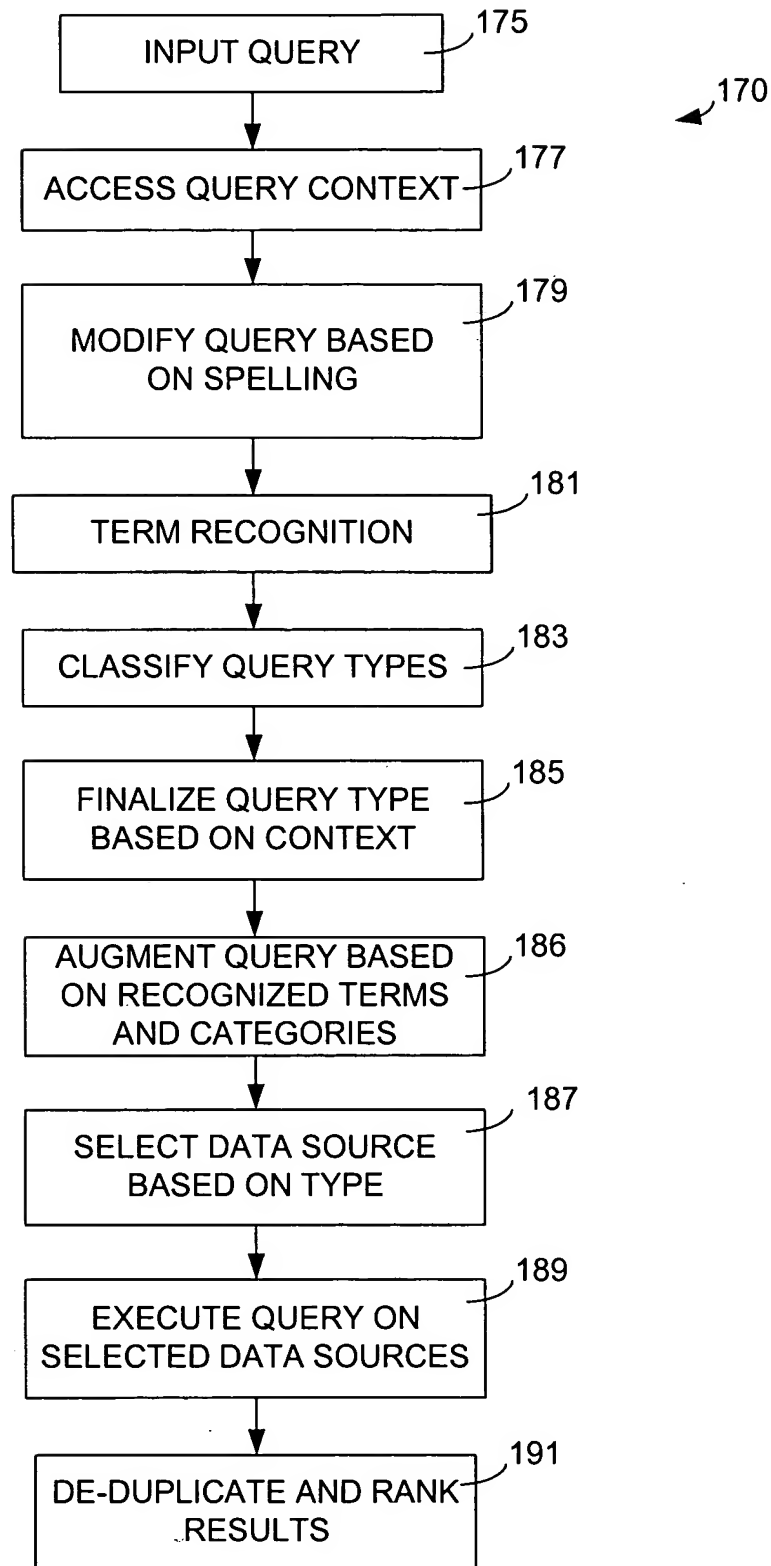 175
INPUT QUERY
170
177
ACCESS QUERY CONTEXT
179
MODIFY QUERY BASED
ON SPELLING
181
TERM RECOGNITION
183
CLASSIFY QUERY TYPES
185
FINALIZE QUERY TYPE
BASED ON CONTEXT
186
AUGMENT QUERY BASED
ON RECOGNIZED TERMS
AND CATEGORIES
187
SELECT DATA SOURCE
BASED ON TYPE
189
EXECUTE QUERY ON
SELECTED DATA SOURCES
191
DE-DUPLICATE AND RANK
RESULTS